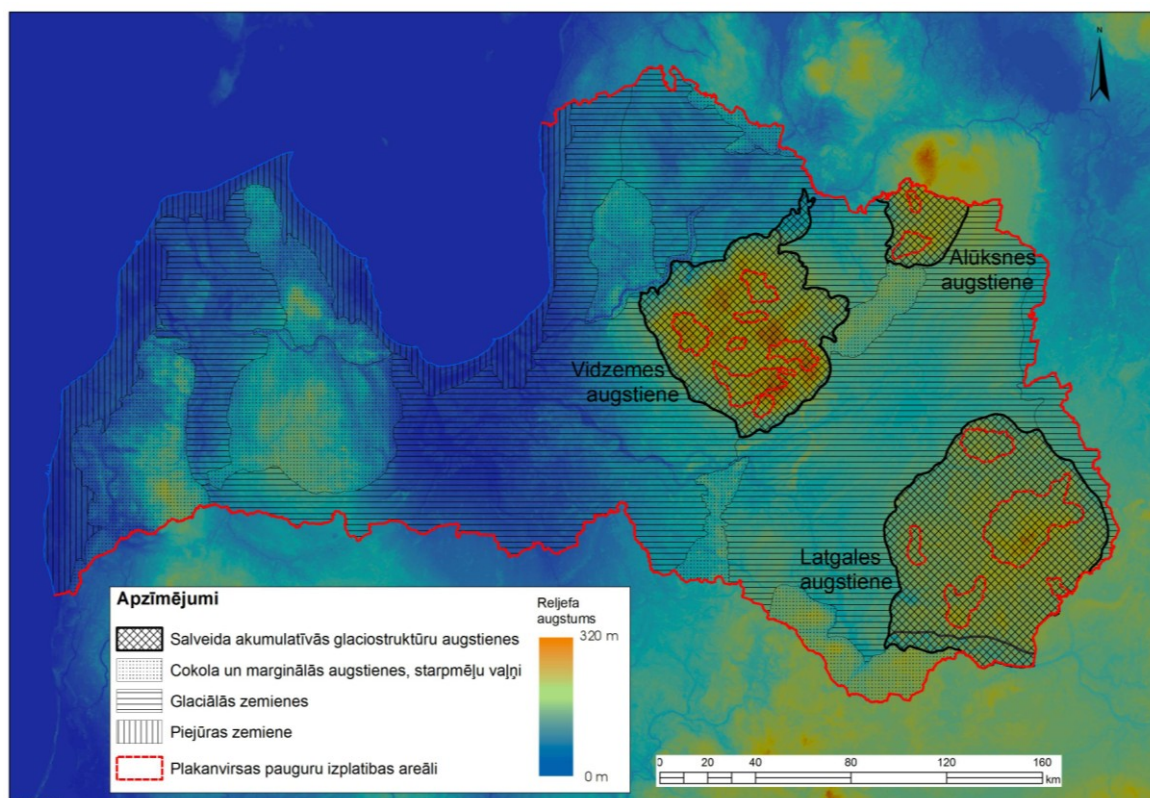 N
Alūksnes
augstiene
Vidzemes
augstiene
Latgales
augstiene
Apzīmējumi
Salveida akumulatīvās glaciostruktūru augstienes
Cokola un marginālās augstienes, starpmēļu vaļņi
Glaciālās zemienes
Piejūras zemiene
Plakanvirsas pauguru izplatības areāli
Reljefa
augstums
320 m
0 m
0 20 40 80 120 160
km